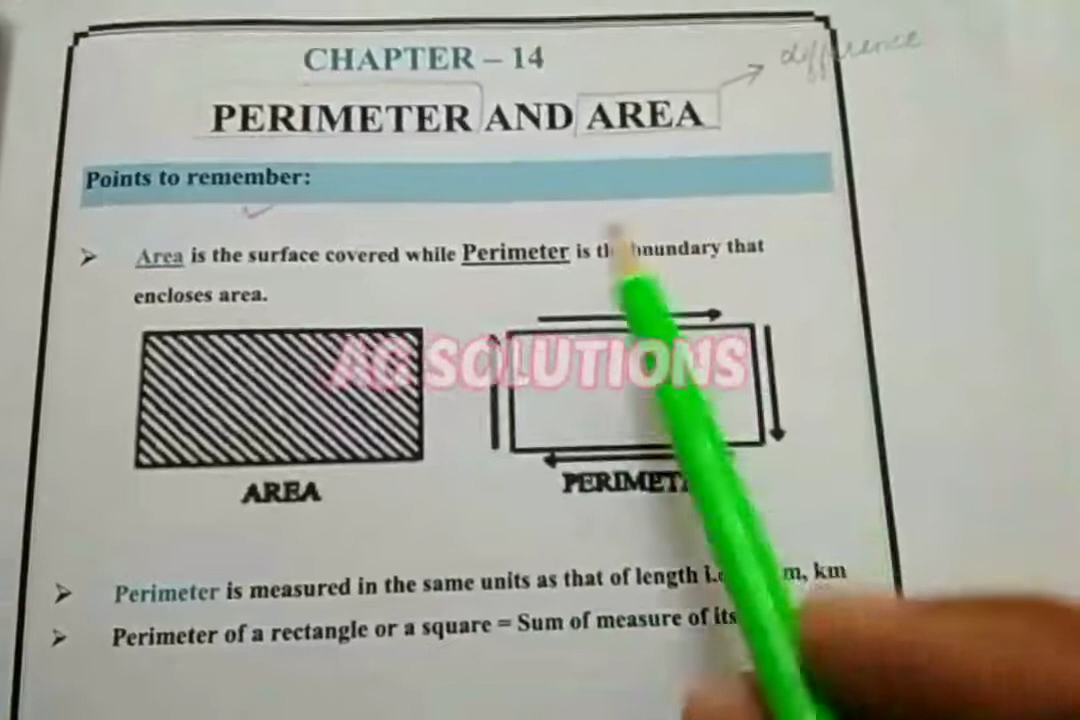 CHAPTER – 14
difference
PERIMETER AND AREA
Points to remember:
➢ Area is the surface covered while Perimeter is the boundary that
encloses area.
AG SOLUTIONS
AREA
PERIMET
➢ Perimeter is measured in the same units as that of length i.e m, km
➢ Perimeter of a rectangle or a square = Sum of measure of its